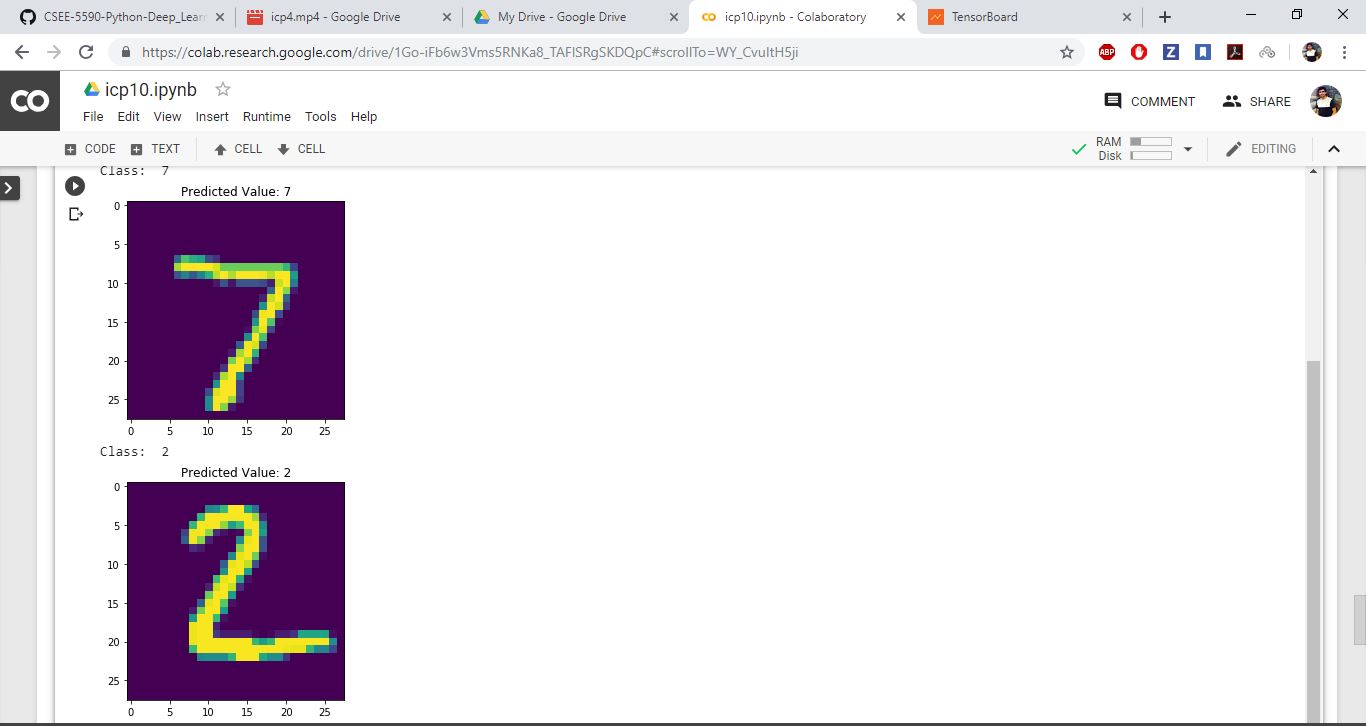 CSEE-5590-Python-Deep_Lear
icp4.mp4 - Google Drive
My Drive - Google Drive
icp10.ipynb - Colaboratory
TensorBoard
https://colab.research.google.com/drive/1Go-iFb6w3Vms5RNKa8_TAFlSRgSKDQpC#scrollTo=WY_CvuItH5ji
ABP
Z
CO
icp10.ipynb
File Edit View Insert Runtime Tools Help
COMMENT
SHARE
CODE TEXT CELL CELL
RAM
Disk
EDITING
Class: 7
Predicted Value: 7
0
5
10
15
20
25
0 5 10 15 20 25
7
Class: 2
Predicted Value: 2
0
5
10
15
20
25
0 5 10 15 20 25
2